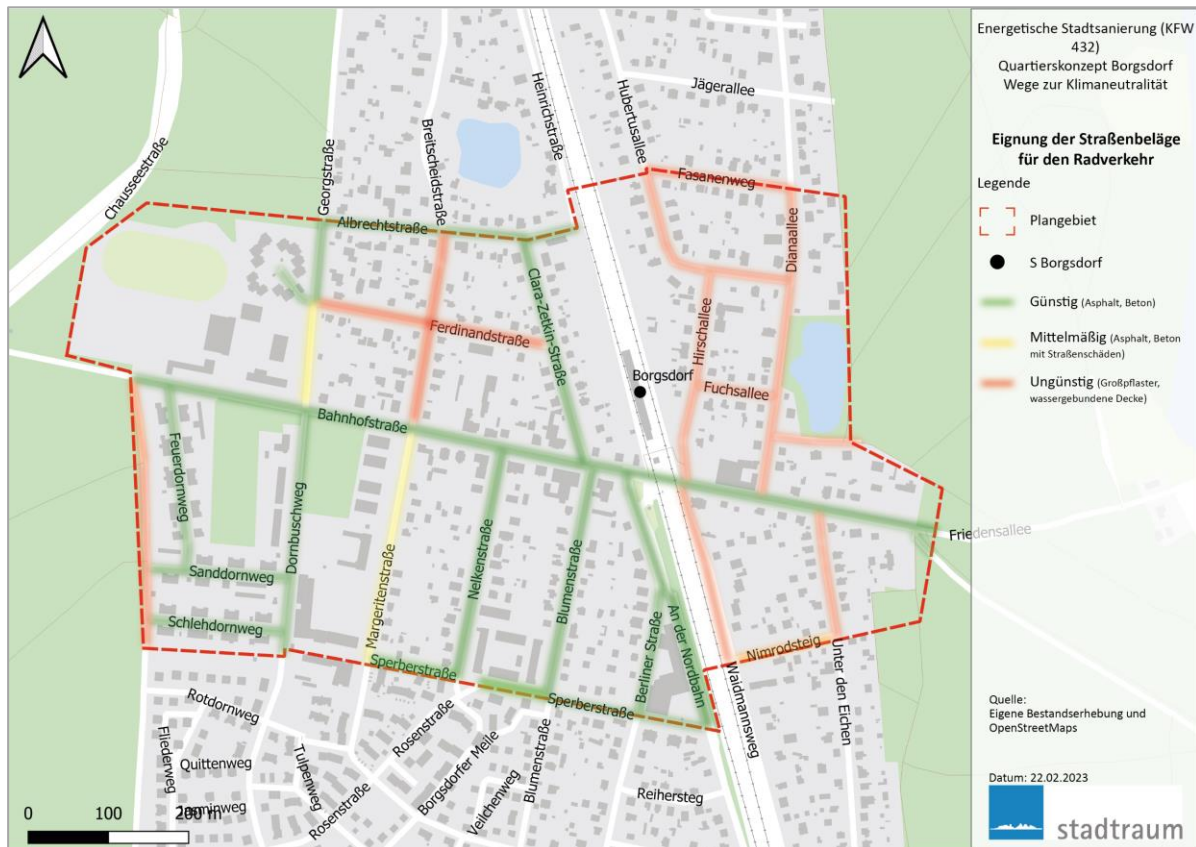 Energetische Stadtsanierung (KFW
432)
Quartierskonzept Borgsdorf
Wege zur Klimaneutralität
Eignung der Straßenbeläge
für den Radverkehr
Legende
Plangebiet
S Borgsdorf
Günstig (Asphalt, Beton)
Mittelmäßig (Asphalt, Beton
mit Straßenschäden)
Ungünstig (Großpflaster,
wassergebundene Decke)
Quelle:
Eigene Bestandserhebung und
OpenStreetMaps
Datum: 22.02.2023
stadtraum
Chausseestraße
Georgstraße
Breitscheidstraße
Heinrichstraße
Hubertusallee
Jägerallee
Fasanenweg
Albrechtstraße
Dianaallee
Clara-Zetkin-Straße
Ferdinandstraße
Hirschallee
Borgsdorf
Fuchsallee
Bahnhofstraße
Feuerdornweg
Dornbuschweg
Friedensallee
Sanddornweg
Margeritenstraße
Nelkenstraße
Blumenstraße
Schlehdornweg
Berliner Straße
An der Nordbahn
Nimrodsteig
Unter den Eichen
Waidmannsweg
Sperberstraße
Sperberstraße
Rotdornweg
Rosenstraße
Borgsdorfer Meile
Fliederweg
Quittenweg
Tulpenweg
Blumenstraße
Veilchenweg
Reihersteg
Jasminweg
Rosenstraße
0 100 200 m